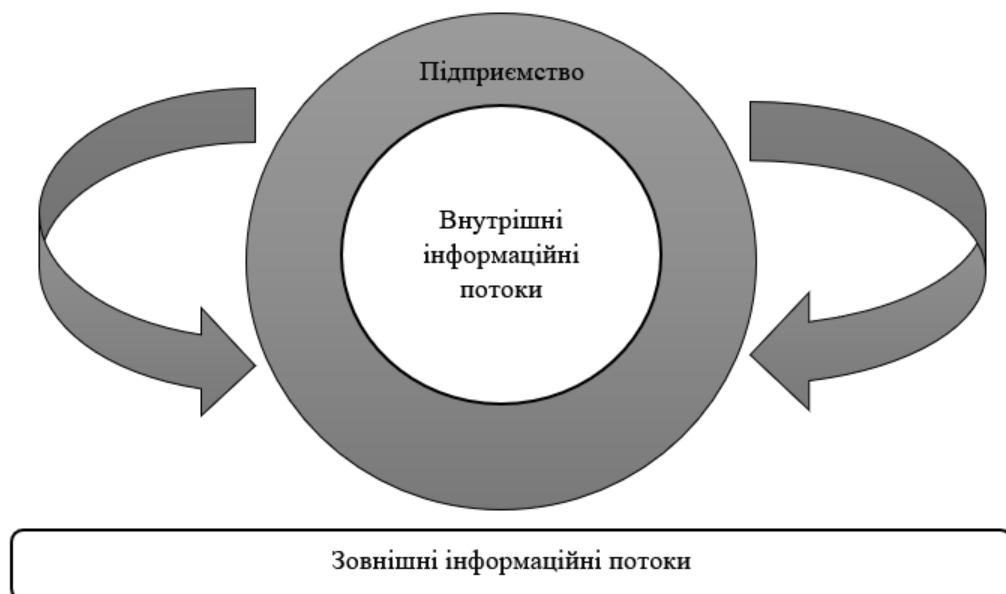 Підприємство
Внутрішні
інформаційні
потоки
Зовнішні інформаційні потоки